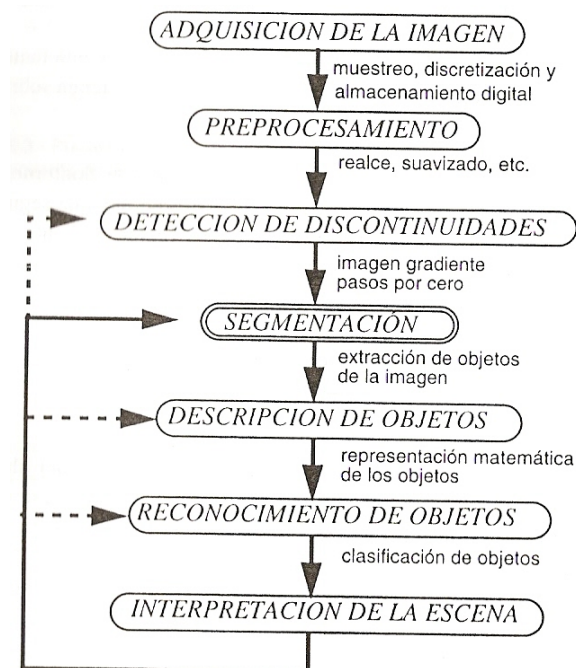 ADQUISICION DE LA IMAGEN
muestreo, discretización y
almacenamiento digital
PREPROCESAMIENTO
realce, suavizado, etc.
DETECCION DE DISCONTINUIDADES
imagen gradiente
pasos por cero
SEGMENTACIÓN
extracción de objetos
de la imagen
DESCRIPCION DE OBJETOS
representación matemática
de los objetos
RECONOCIMIENTO DE OBJETOS
clasificación de objetos
INTERPRETACION DE LA ESCENA